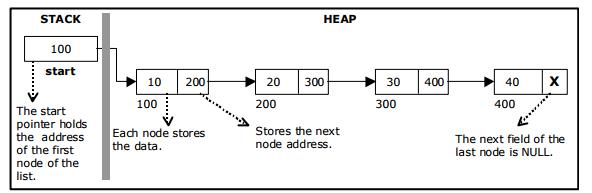 STACK
HEAP
100
start
10 200
20 300
30 400
40 X
100
200
300
400
The start
pointer holds
the address
of the first
node of the
list.
Each node stores
the data.
Stores the next
node address.
The next field of the
last node is NULL.